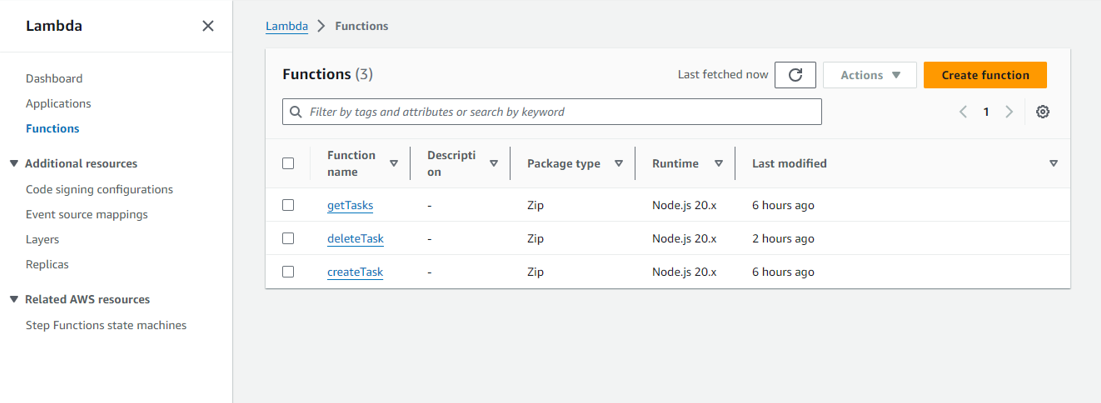 Lambda
Dashboard
Applications
Functions
Additional resources
Code signing configurations
Event source mappings
Layers
Replicas
Related AWS resources
Step Functions state machines
Lambda > Functions
Functions (3) Last fetched now Actions Create function
Filter by tags and attributes or search by keyword 1
Function name Descripti on Package type Runtime Last modified
getTasks - Zip Node.js 20.x 6 hours ago
deleteTask - Zip Node.js 20.x 2 hours ago
createTask - Zip Node.js 20.x 6 hours ago